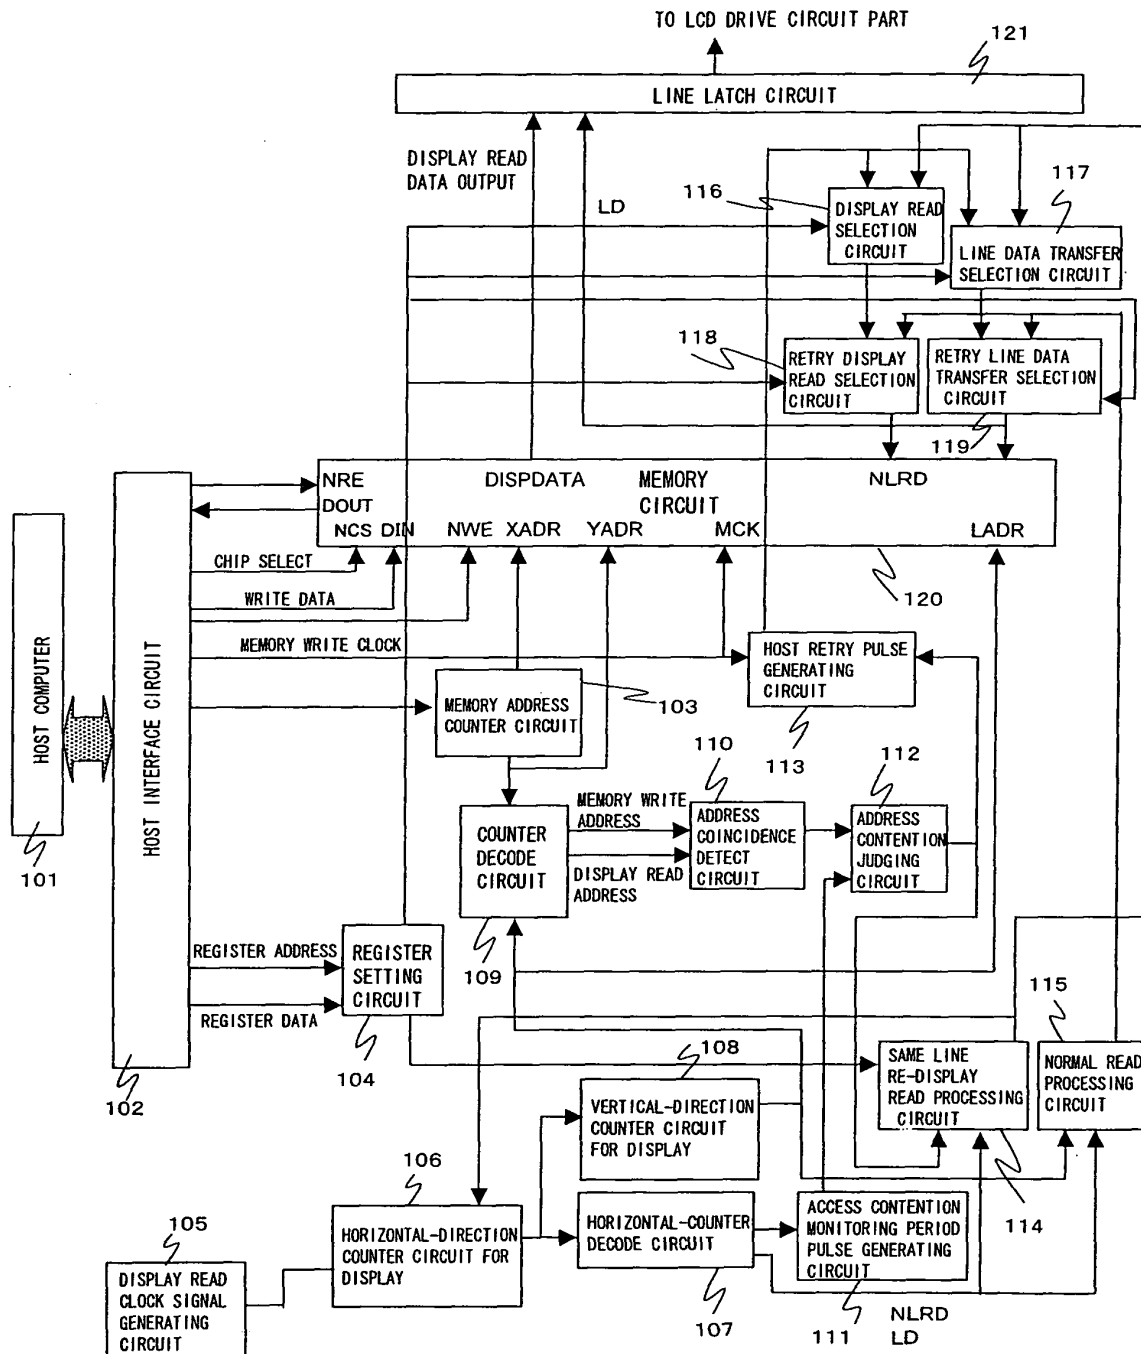 TO LCD DRIVE CIRCUIT PART
121
LINE LATCH CIRCUIT
DISPLAY READ
DATA OUTPUT
LD
116
DISPLAY READ
SELECTION
CIRCUIT
117
LINE DATA TRANSFER
SELECTION CIRCUIT
118
RETRY DISPLAY
READ SELECTION
CIRCUIT
RETRY LINE DATA
TRANSFER SELECTION
CIRCUIT
119
NRE
DISPDATA
MEMORY
CIRCUIT
NLRD
DOUT
NCS
DIN
NWE
XADR
YADR
MCK
LADR
120
CHIP SELECT
WRITE DATA
MEMORY WRITE CLOCK
HOST COMPUTER
101
HOST INTERFACE CIRCUIT
102
HOST RETRY PULSE
GENERATING
CIRCUIT
113
MEMORY ADDRESS
COUNTER CIRCUIT
103
110
112
MEMORY WRITE
ADDRESS
COUNTER
DECODE
CIRCUIT
109
DISPLAY READ
ADDRESS
ADDRESS
COINCIDENCE
DETECT
CIRCUIT
ADDRESS
CONTENTION
JUDGING
CIRCUIT
REGISTER ADDRESS
REGISTER DATA
REGISTER
SETTING
CIRCUIT
104
115
SAME LINE
RE-DISPLAY
READ PROCESSING
CIRCUIT
114
NORMAL READ
PROCESSING
CIRCUIT
108
VERTICAL-DIRECTION
COUNTER CIRCUIT
FOR DISPLAY
106
HORIZONTAL-DIRECTION
COUNTER CIRCUIT FOR
DISPLAY
HORIZONTAL-COUNTER
DECODE CIRCUIT
107
ACCESS CONTENTION
MONITORING PERIOD
PULSE GENERATING
CIRCUIT
111
105
DISPLAY READ
CLOCK SIGNAL
GENERATING
CIRCUIT
NLRD
LD